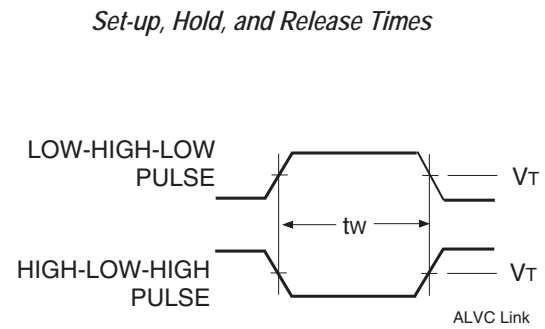 Set-up, Hold, and Release Times
LOW-HIGH-LOW
PULSE
VT
tw
HIGH-LOW-HIGH
PULSE
VT
ALVC Link